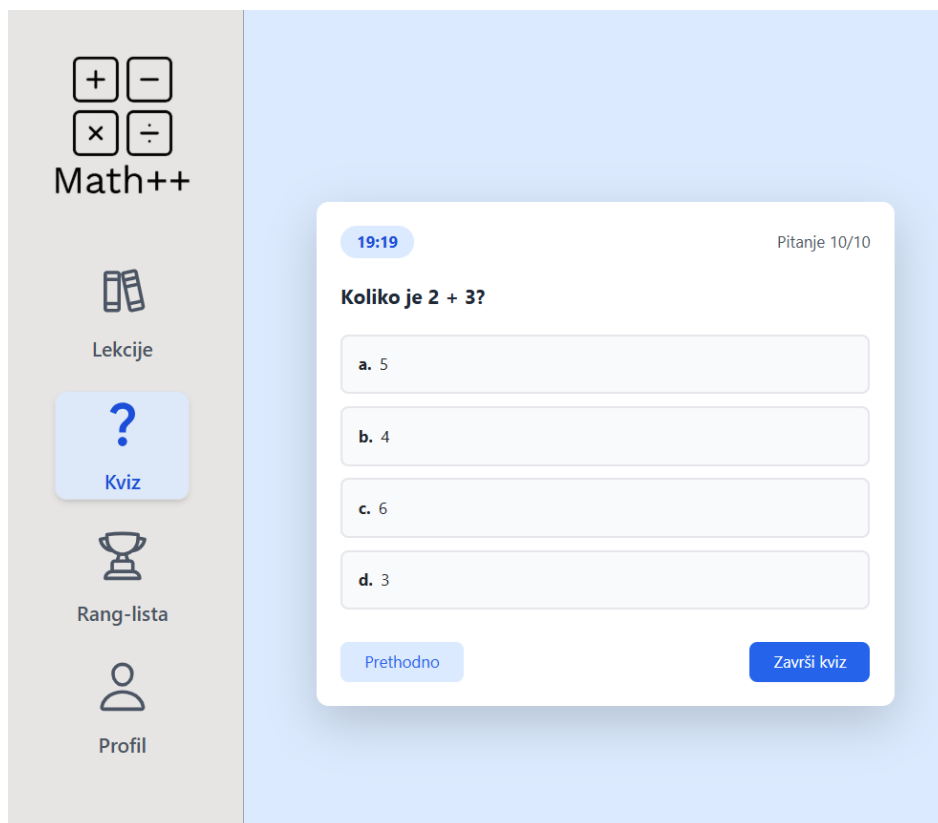 Math++
Lekcije
?
Kviz
Rang-lista
Profil
19:19
Pitanje 10/10
Koliko je 2 + 3?
a. 5
b. 4
c. 6
d. 3
Prethodno
Završi kviz